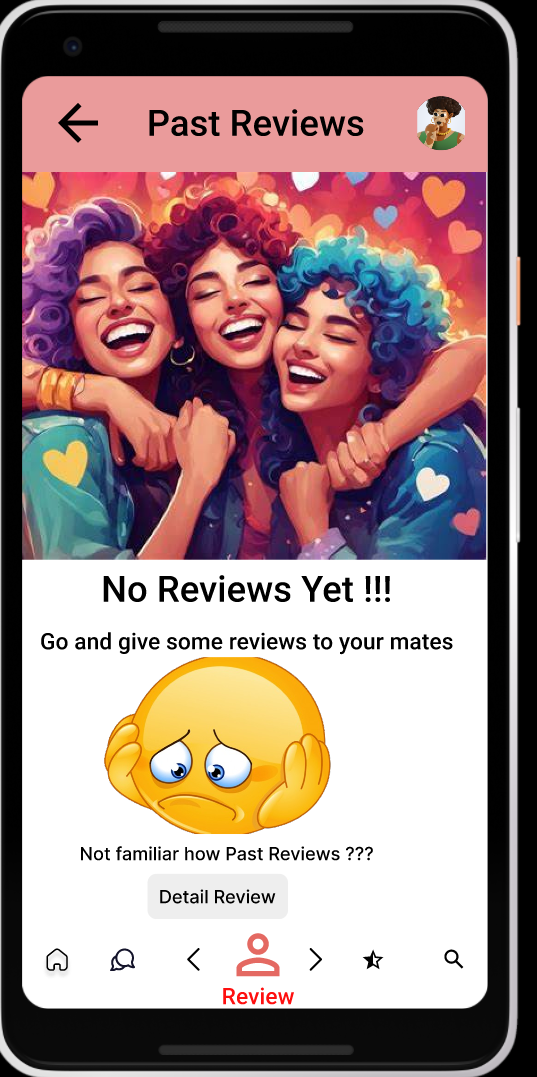 Past Reviews
No Reviews Yet !!!
Go and give some reviews to your mates
Not familiar how Past Reviews ???
Detail Review
Review